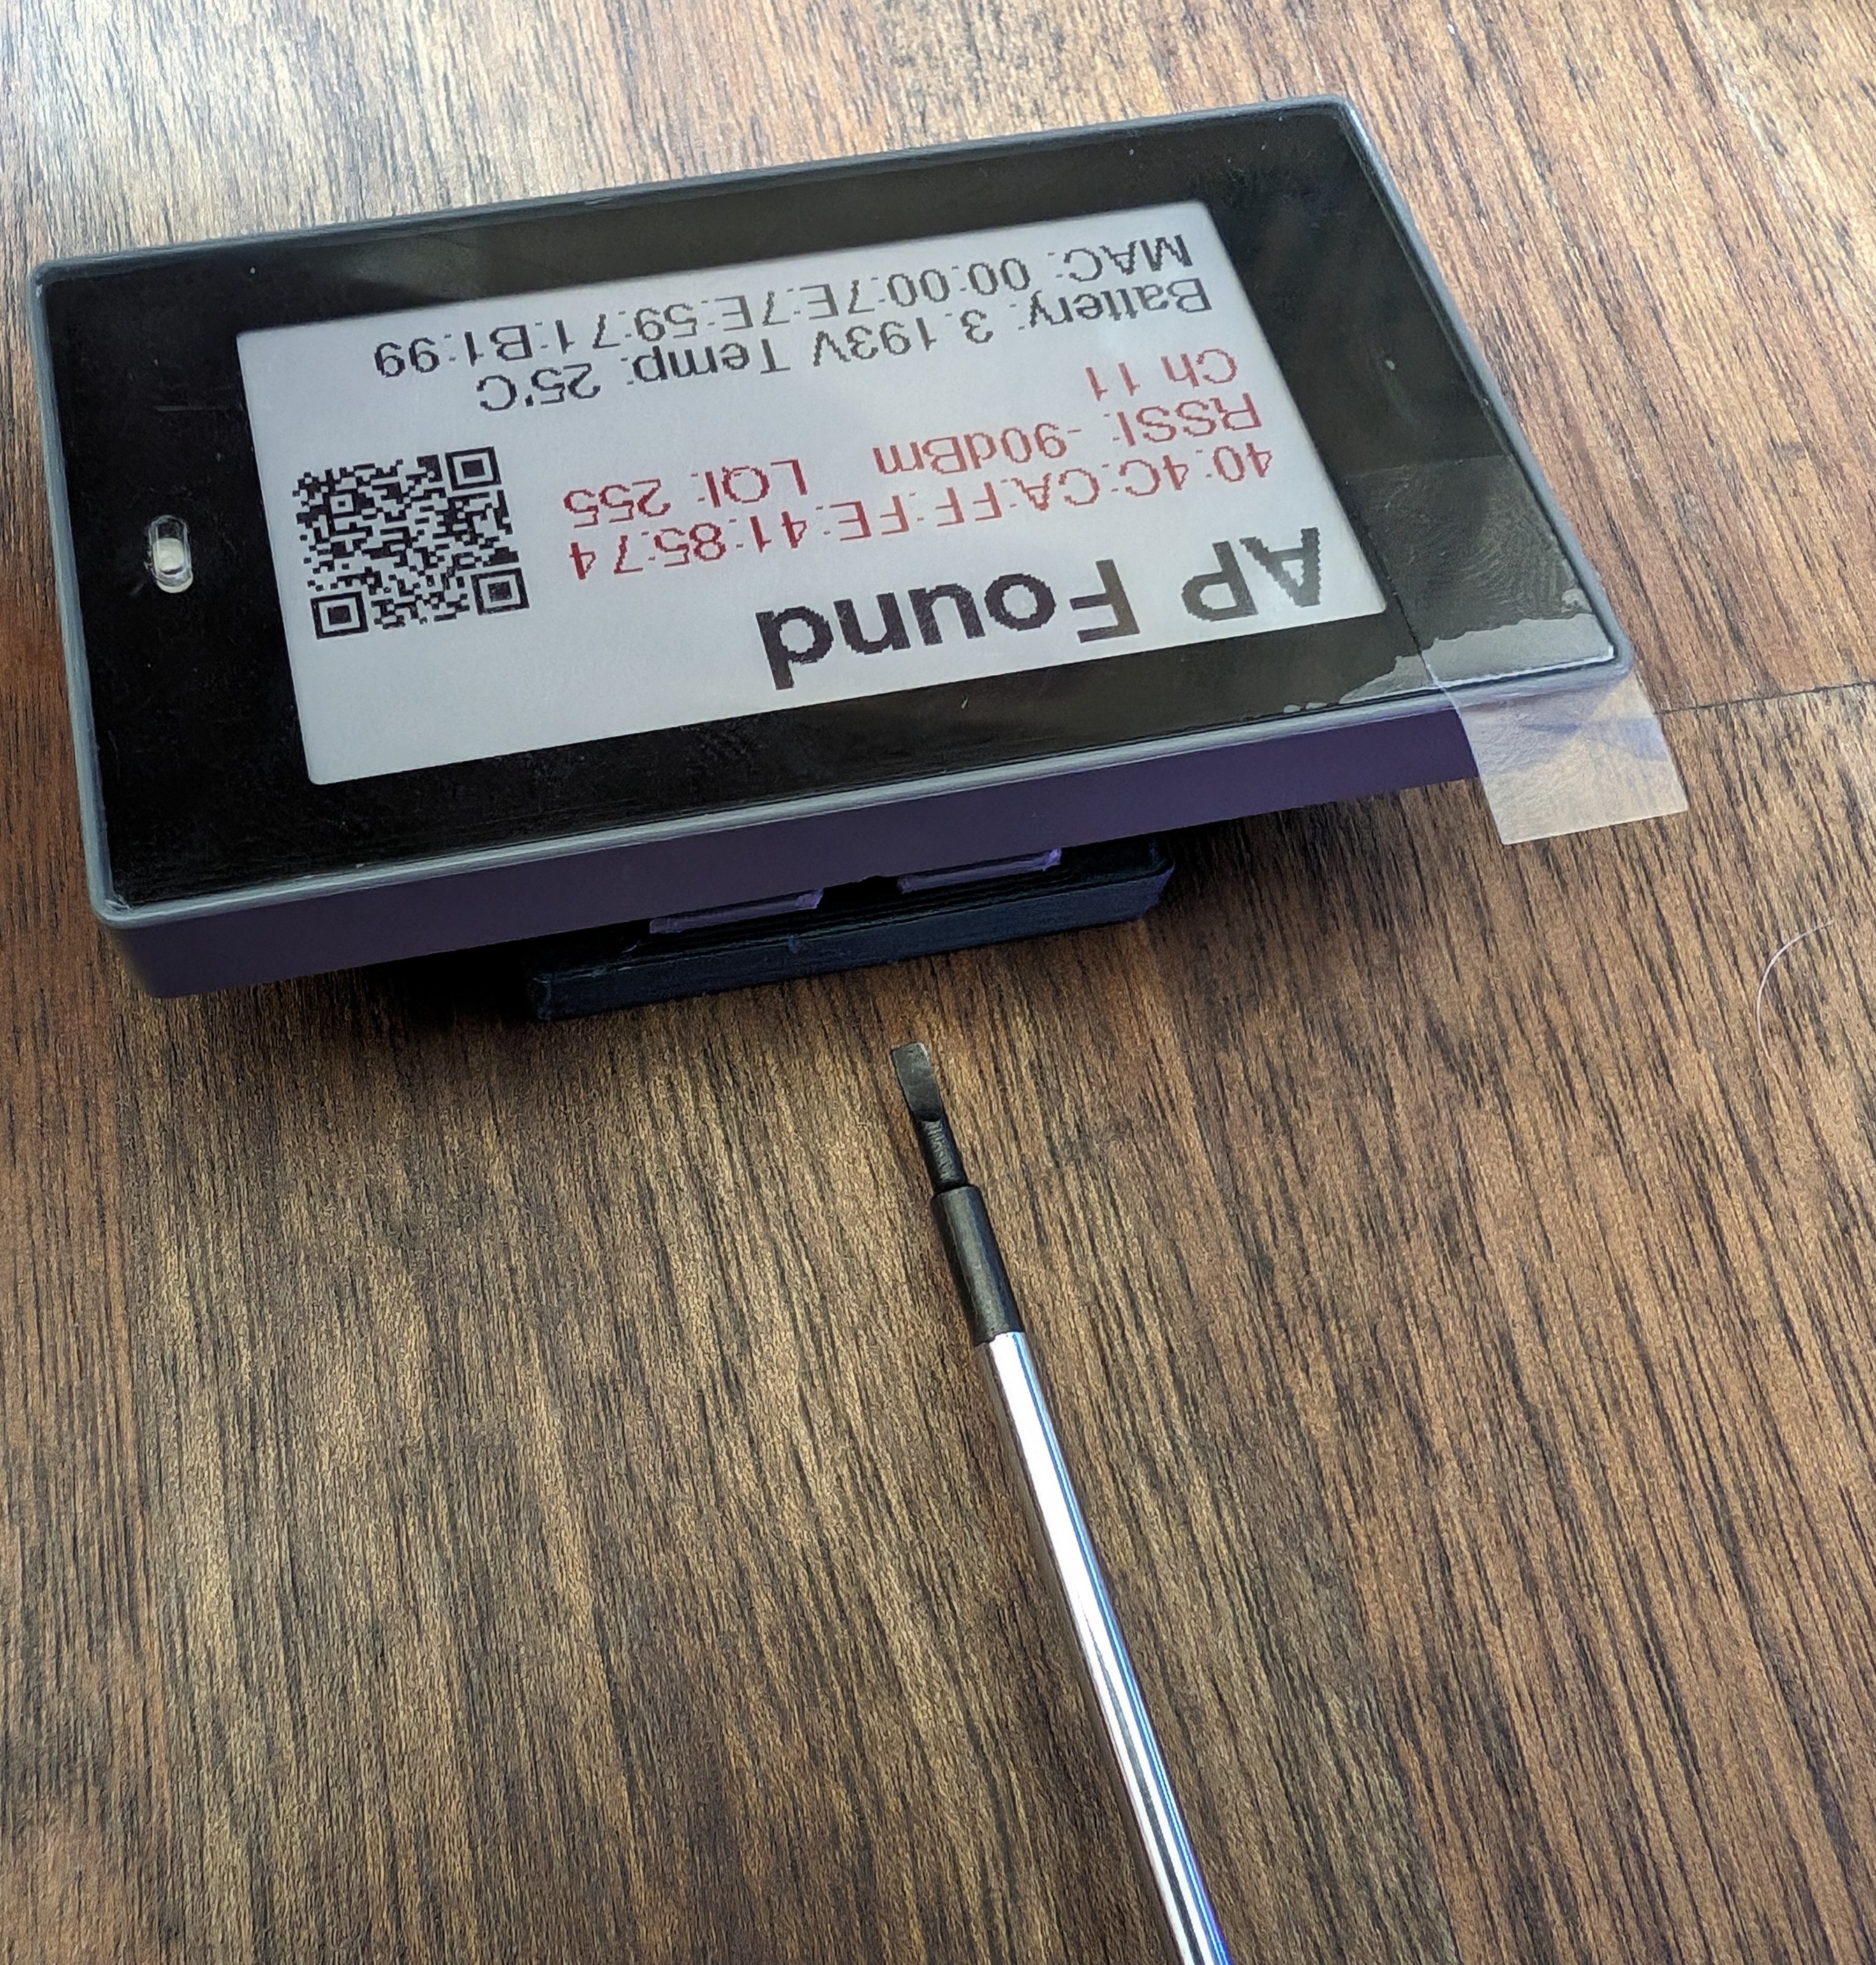 AP Found
40:4C:CA:FF:FE:41:85:74
RSSI: -90dBm LQI: 255
Ch 11
Battery: 3.193V Temp: 25'C
MAC: 00:00:7E:7E:59:71:B1:99